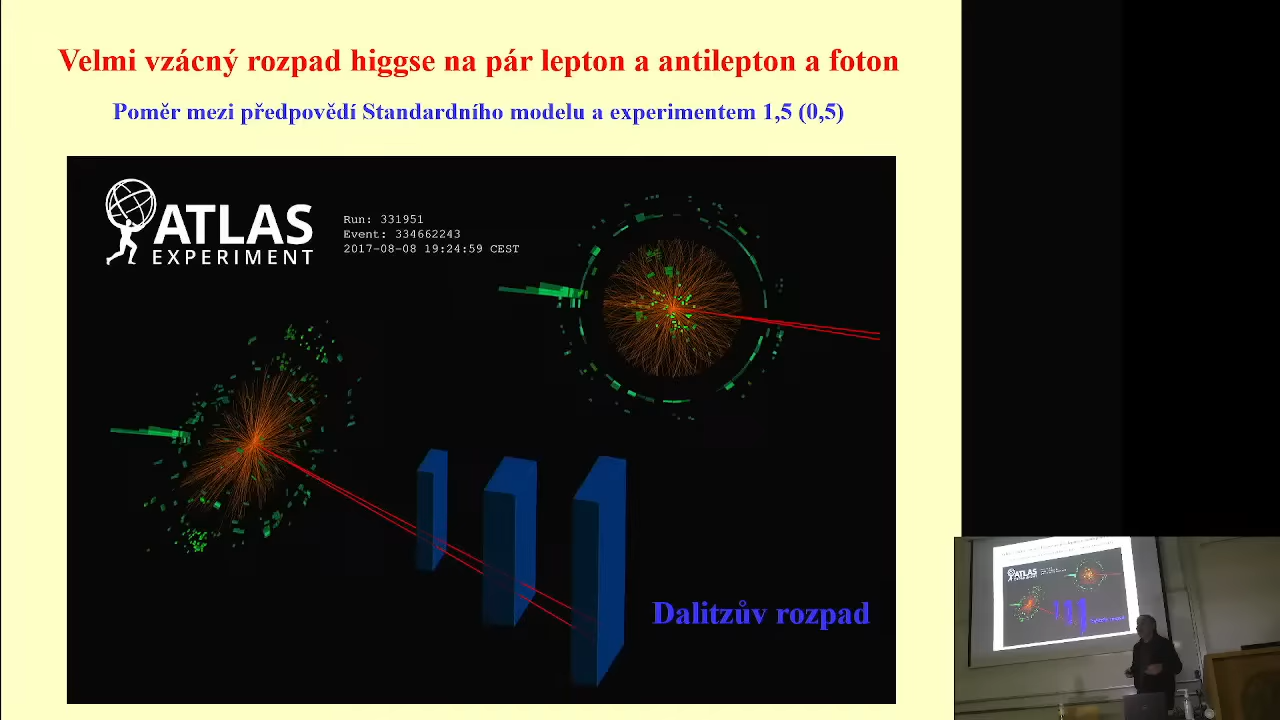 Velmi vzácný rozpad higgse na pár lepton a antilepton a foton
Poměr mezi předpovědí Standardního modelu a experimentem 1,5 (0,5)
ATLAS
EXPERIMENT
Run: 331951
Event: 334662243
2017-08-08 19:24:59 CEST
Dalitzův rozpad
ATLAS